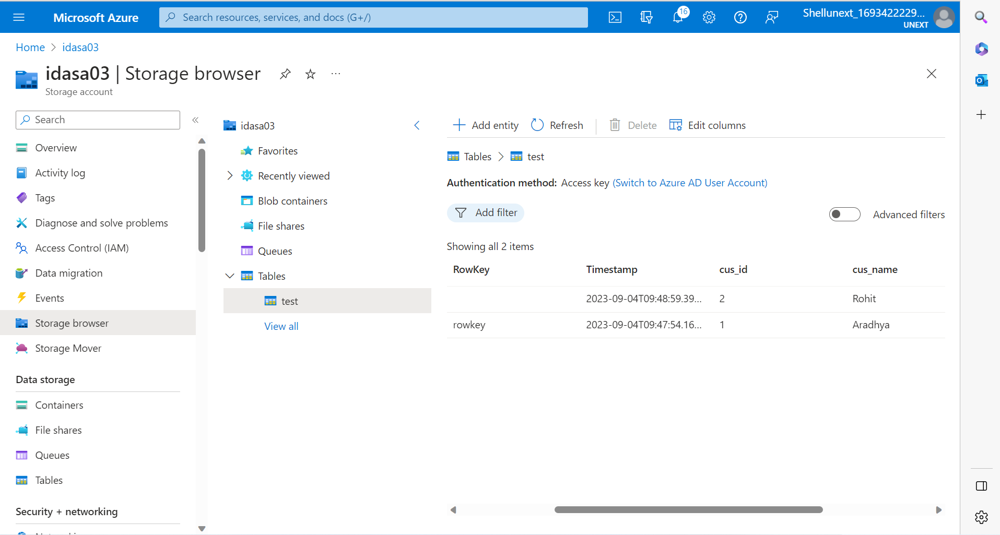 Microsoft Azure
Search resources, services, and docs (G+/)
16
Shellunext_1693422229...
UNEXT
Home > idasa03
idasa03 | Storage browser
...
Storage account
Search
«
Overview
Activity log
Tags
Diagnose and solve problems
Access Control (IAM)
Data migration
Events
Storage browser
Storage Mover
Data storage
Containers
File shares
Queues
Tables
Security + networking
idasa03
Favorites
Recently viewed
Blob containers
File shares
Queues
Tables
test
View all
Add entity Refresh Delete Edit columns
Tables > test
Authentication method: Access key (Switch to Azure AD User Account)
Add filter
Advanced filters
Showing all 2 items
RowKey Timestamp cus_id cus_name
2023-09-04T09:48:59.39... 2 Rohit
rowkey 2023-09-04T09:47:54.16... 1 Aradhya